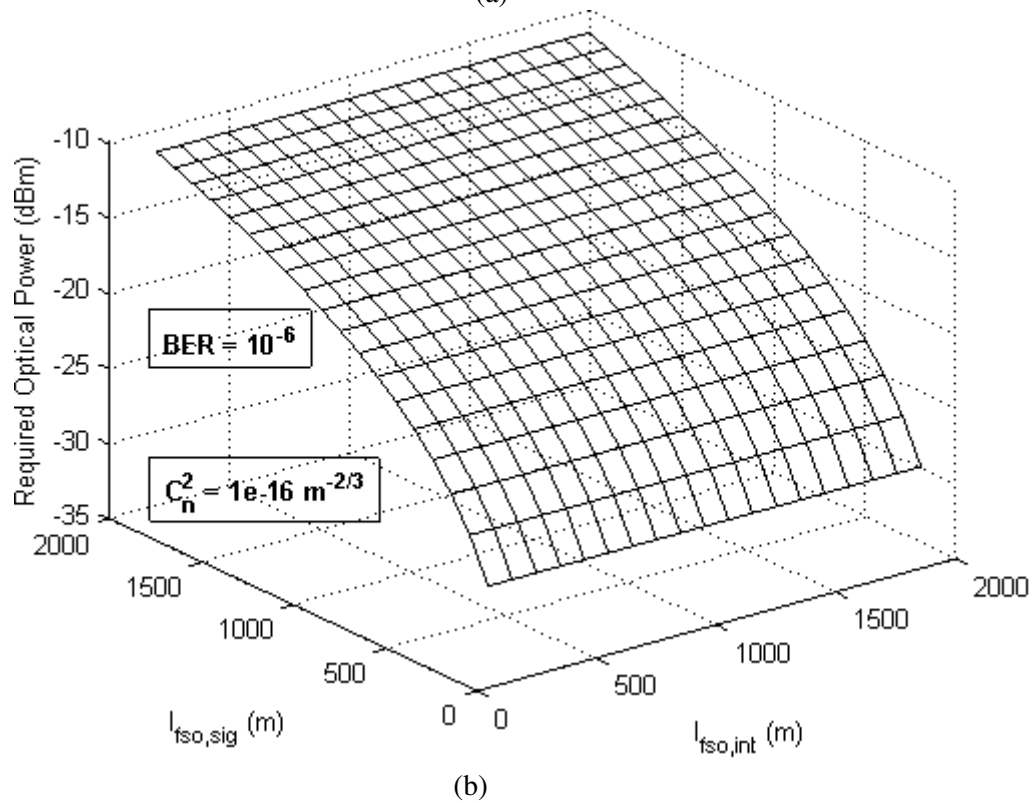 (a)
-10
-15
-20
-25
-30
-35
Required Optical Power (dBm)
BER = 10^-6
C_n^2 = 1e-16 m^-2/3
2000
1500
1000
500
0
l_fso,sig (m)
0
500
1000
1500
2000
l_fso,int (m)
(b)